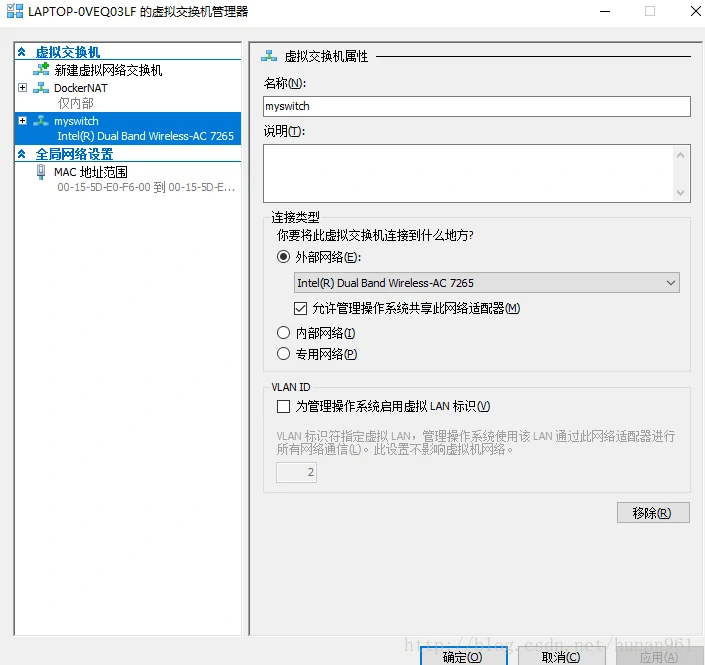 LAPTOP-0VEQ03LF 的虚拟交换机管理器
虚拟交换机
新建虚拟网络交换机
DockerNAT
仅内部
myswitch
Intel(R) Dual Band Wireless-AC 7265
全局网络设置
MAC 地址范围
00-15-5D-E0-F6-00 到 00-15-5D-E...
虚拟交换机属性
名称(N):
myswitch
说明(T):
连接类型
你要将此虚拟交换机连接到什么地方?
外部网络(E):
Intel(R) Dual Band Wireless-AC 7265
允许管理操作系统共享此网络适配器(M)
内部网络(I)
专用网络(P)
VLAN ID
为管理操作系统启用虚拟 LAN 标识(V)
VLAN 标识符指定虚拟 LAN，管理操作系统使用该 LAN 通过此网络适配器进行
所有网络通信(L)。此设置不影响虚拟机网络。
2
移除(R)
http://blog.csdn.net/hunan961
确定(O)
取消(C)
应用(A)